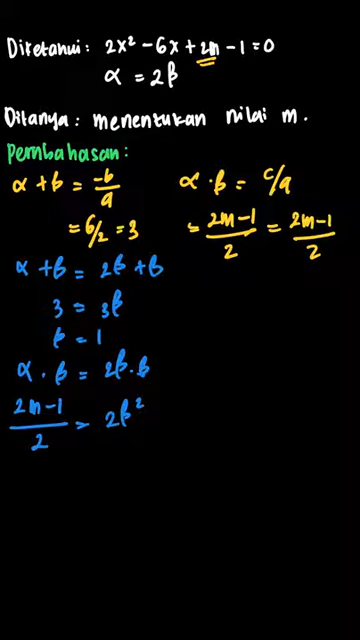 Diketahui: 2x² - 6x + 2m - 1 = 0
α = 2β
Ditanya: menentukan nilai m.
Pembahasan:
α + β = -b/a
= 6/2 = 3
α · β = c/a
= (2m-1)/2 = (2m-1)/2
α + β = 2β + β
3 = 3β
β = 1
α · β = 2β · β
(2m-1)/2 = 2β²